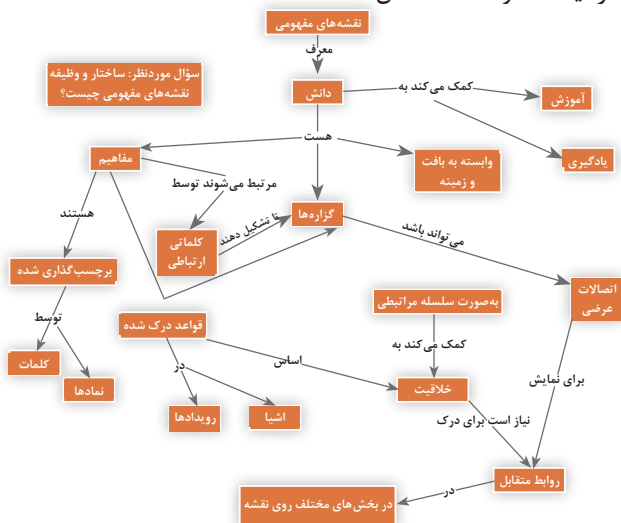 نقشه‌های مفهومی
معرف
سؤال موردنظر: ساختار و وظیفه
نقشه‌های مفهومی چیست؟
دانش
کمک می‌کند به
آموزش
هست
مفاهیم
وابسته به بافت
و زمینه
یادگیری
مرتبط می‌شوند توسط
هستند
گزاره‌ها
تا تشکیل دهند
کلماتی
ارتباطی
می‌تواند باشد
برچسب‌گذاری شده
اتصالات
عرضی
به‌صورت سلسله مراتبطی
توسط
قواعد درک شده
کمک می‌کند به
کلمات
نمادها
در
اساس
خلاقیت
برای نمایش
رویدادها
اشیا
نیاز است برای درک
روابط متقابل
در
در بخش‌های مختلف روی نقشه